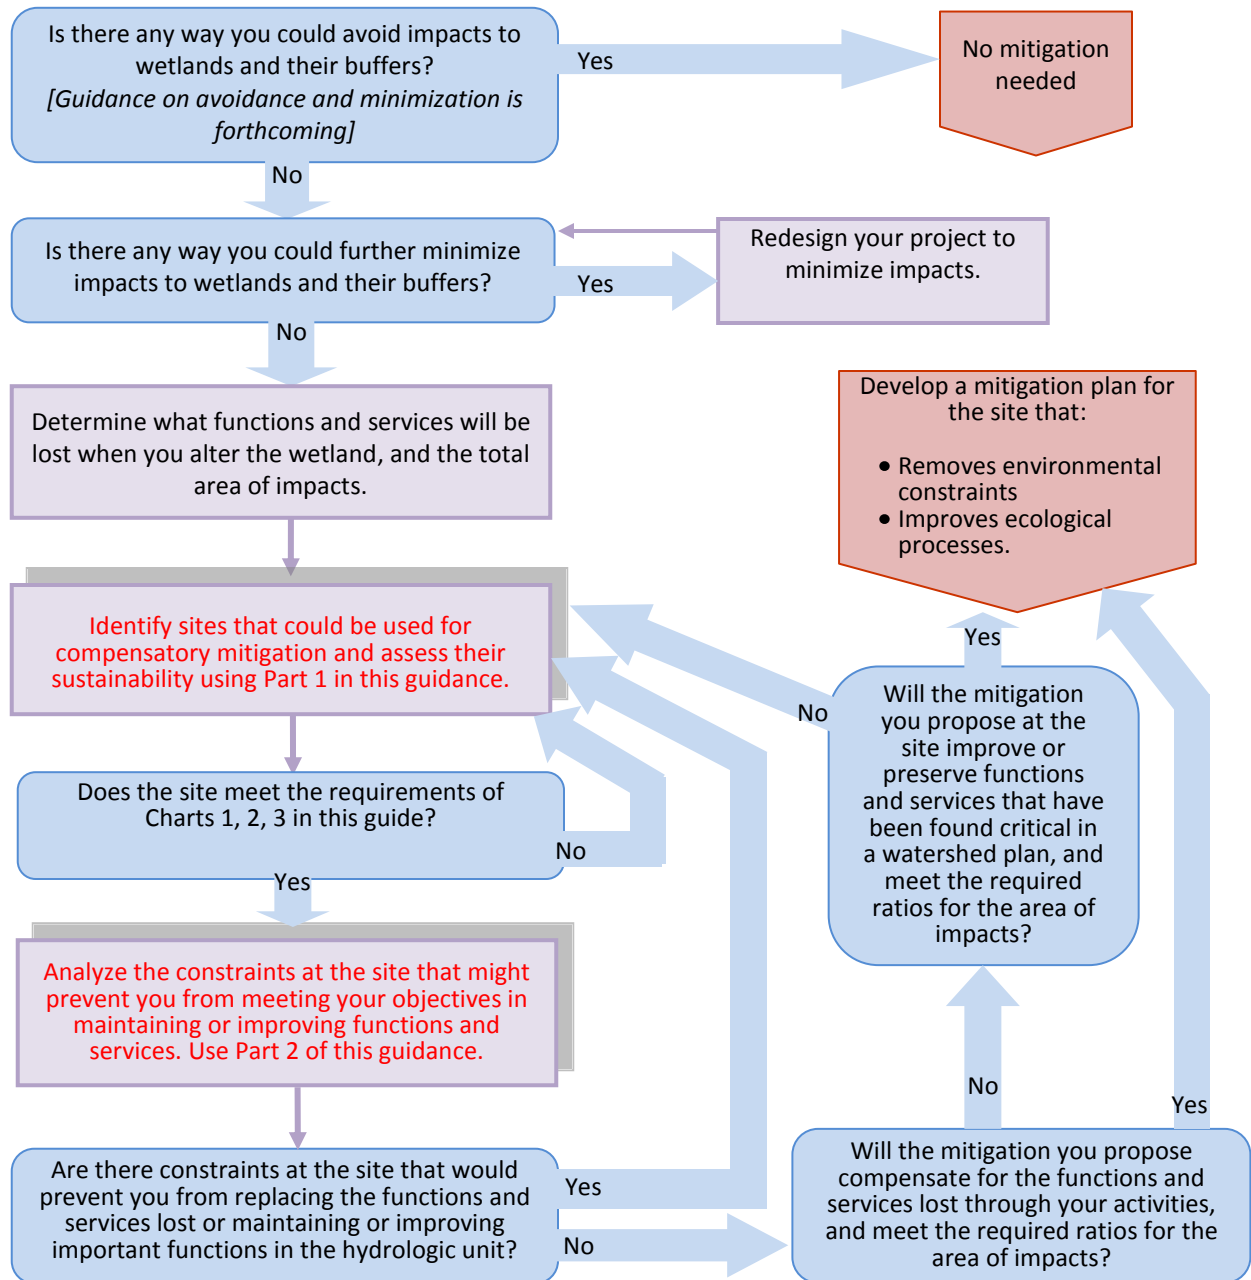 Is there any way you could avoid impacts to
wetlands and their buffers?
[Guidance on avoidance and minimization is
forthcoming]
Yes
No mitigation
needed
No
Is there any way you could further minimize
impacts to wetlands and their buffers?
Yes
Redesign your project to
minimize impacts.
No
Determine what functions and services will be
lost when you alter the wetland, and the total
area of impacts.
Develop a mitigation plan for
the site that:
• Removes environmental
constraints
• Improves ecological
processes.
Identify sites that could be used for
compensatory mitigation and assess their
sustainability using Part 1 in this guidance.
Yes
No
Will the mitigation
you propose at the
site improve or
preserve functions
and services that have
been found critical in
a watershed plan, and
meet the required
ratios for the area of
impacts?
Does the site meet the requirements of
Charts 1, 2, 3 in this guide?
No
Yes
Analyze the constraints at the site that might
prevent you from meeting your objectives in
maintaining or improving functions and
services. Use Part 2 of this guidance.
No
Yes
Are there constraints at the site that would
prevent you from replacing the functions and
services lost or maintaining or improving
important functions in the hydrologic unit?
Yes
No
Will the mitigation you propose
compensate for the functions and
services lost through your activities,
and meet the required ratios for the
area of impacts?